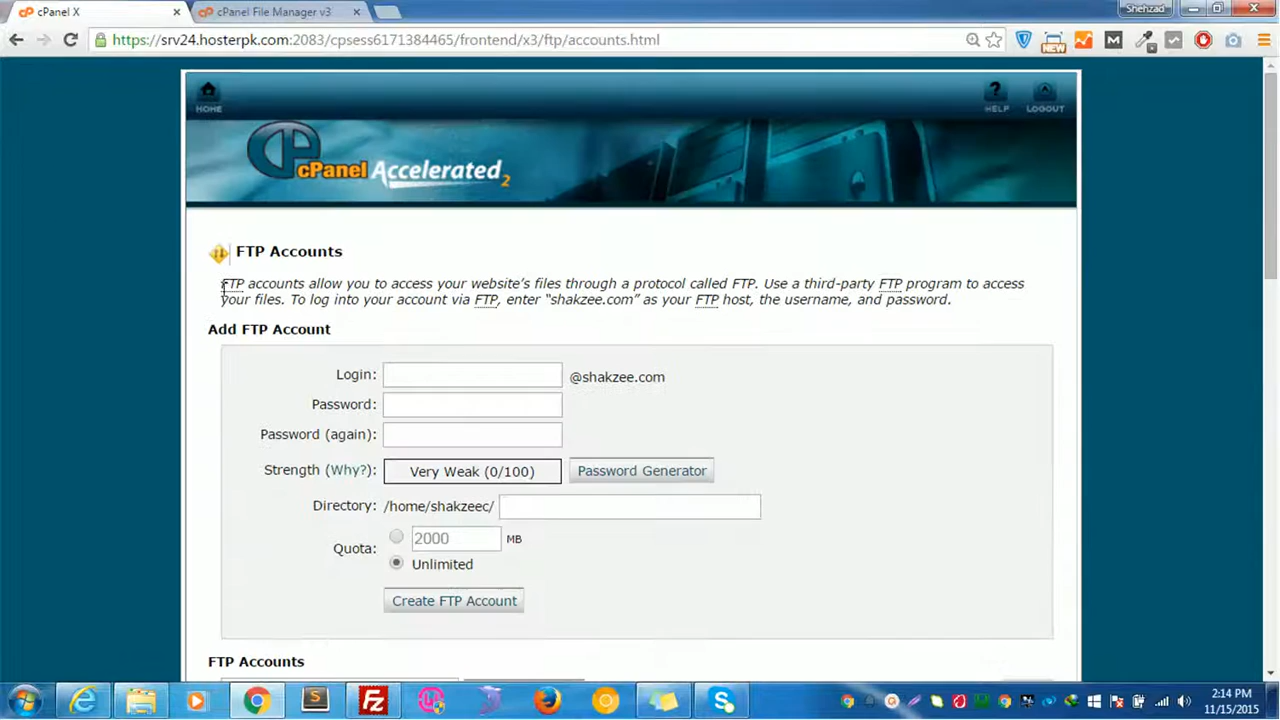 cPanel X
cPanel File Manager v3
Shehzad
https://srv24.hosterpk.com:2083/cpsess6171384465/frontend/x3/ftp/accounts.html
NEW
M
HOME
HELP
LOGOUT
cPanel Accelerated2
FTP Accounts
FTP accounts allow you to access your website’s files through a protocol called FTP. Use a third-party FTP program to access
your files. To log into your account via FTP, enter “shakzee.com” as your FTP host, the username, and password.
Add FTP Account
Login: @shakzee.com
Password:
Password (again):
Strength (Why?): Very Weak (0/100) Password Generator
Directory: /home/shakzeec/
Quota: 2000 MB
Unlimited
Create FTP Account
FTP Accounts
2:14 PM
11/15/2015